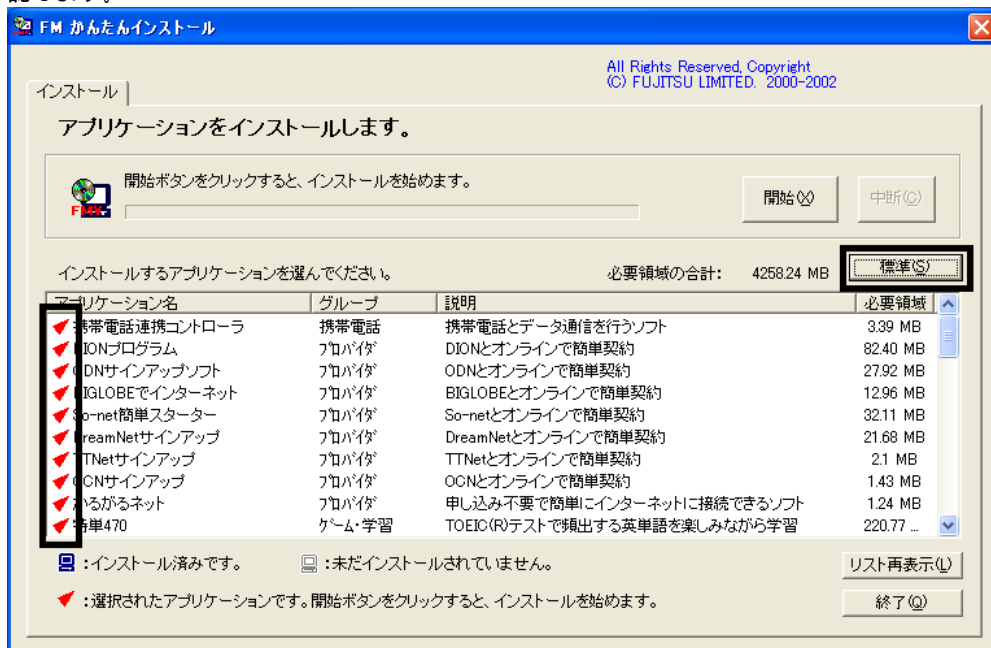 FM かんたんインストール
All Rights Reserved, Copyright
(C) FUJITSU LIMITED. 2000-2002
インストール
アプリケーションをインストールします。
開始ボタンをクリックすると、インストールを始めます。
FMV
開始(X)
中断(C)
インストールするアプリケーションを選んでください。
必要領域の合計: 4258.24 MB
標準(S)
アプリケーション名 グループ 説明 必要領域
携帯電話連携コントローラ 携帯電話 携帯電話とデータ通信を行うソフト 3.39 MB
DIONプログラム ﾌﾟﾛﾊﾞｲﾀﾞ DIONとオンラインで簡単契約 82.40 MB
ODNサインアップソフト ﾌﾟﾛﾊﾞｲﾀﾞ ODNとオンラインで簡単契約 27.92 MB
BIGLOBEでインターネット ﾌﾟﾛﾊﾞｲﾀﾞ BIGLOBEとオンラインで簡単契約 12.96 MB
So-net簡単スターター ﾌﾟﾛﾊﾞｲﾀﾞ So-netとオンラインで簡単契約 32.11 MB
DreamNetサインアップ ﾌﾟﾛﾊﾞｲﾀﾞ DreamNetとオンラインで簡単契約 21.68 MB
TTNetサインアップ ﾌﾟﾛﾊﾞｲﾀﾞ TTNetとオンラインで簡単契約 2.1 MB
OCNサインアップ ﾌﾟﾛﾊﾞｲﾀﾞ OCNとオンラインで簡単契約 1.43 MB
かるがるネット ﾌﾟﾛﾊﾞｲﾀﾞ 申し込み不要で簡単にインターネットに接続できるソフト 1.24 MB
特単470 ｹﾞｰﾑ・学習 TOEIC(R)テストで頻出する英単語を楽しみながら学習 220.77 ...
:インストール済みです。 :未だインストールされていません。
リスト再表示(L)
:選択されたアプリケーションです。開始ボタンをクリックすると、インストールを始めます。
終了(Q)